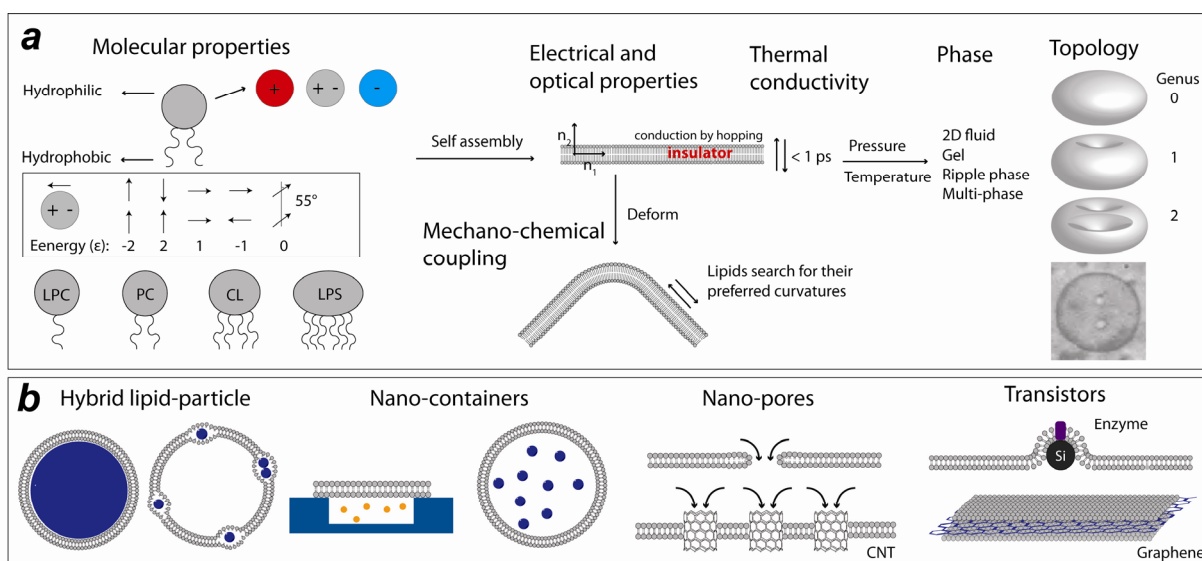 a
Molecular properties
Hydrophilic
+
+ -
-
Hydrophobic
+ -
55°
Eenergy (ε): -2 2 1 -1 0
LPC
PC
CL
LPS
Self assembly
Electrical and
optical properties
n2
n1
conduction by hopping
insulator
Deform
Mechano-chemical
coupling
Lipids search for their
preferred curvatures
Thermal
conductivity
< 1 ps
Pressure
Temperature
Phase
2D fluid
Gel
Ripple phase
Multi-phase
Topology
Genus
0
1
2
b
Hybrid lipid-particle
Nano-containers
Nano-pores
CNT
Transistors
Enzyme
Si
Graphene